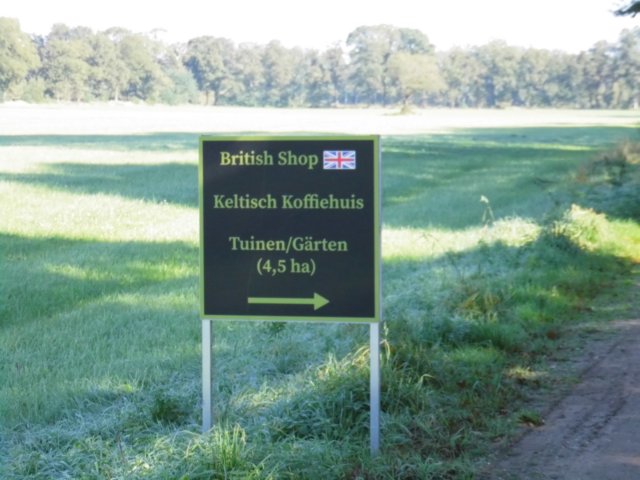 British Shop
Keltisch Koffiehuis
Tuinen/Gärten
(4,5 ha)